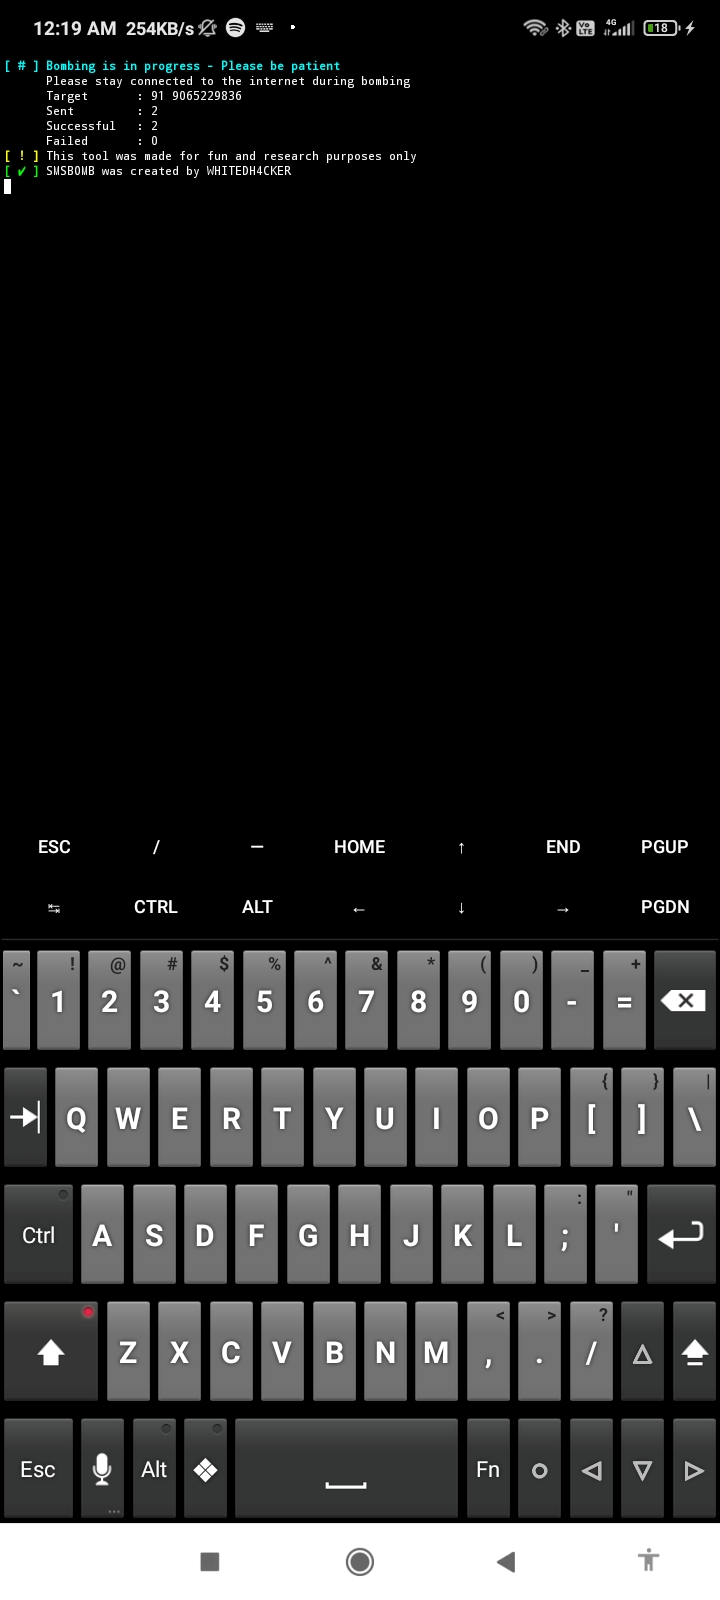 12:19 AM 254KB/s Vo LTE 4G 18
[ # ] Bombing is in progress - Please be patient
Please stay connected to the internet during bombing
Target : 91 9065229836
Sent : 2
Successful : 2
Failed : 0
[ ! ] This tool was made for fun and research purposes only
[ ✔ ] SMSBOMB was created by WHITEDH4CKER
ESC / — HOME ↑ END PGUP
↹ CTRL ALT ← ↓ → PGDN
~ ! @ # $ % ^ & * ( ) _ +
` 1 2 3 4 5 6 7 8 9 0 - =
{ } |
Q W E R T Y U I O P [ ] \
: "
Ctrl A S D F G H J K L ; '
< > ?
Z X C V B N M , . /
Esc Alt Fn
...